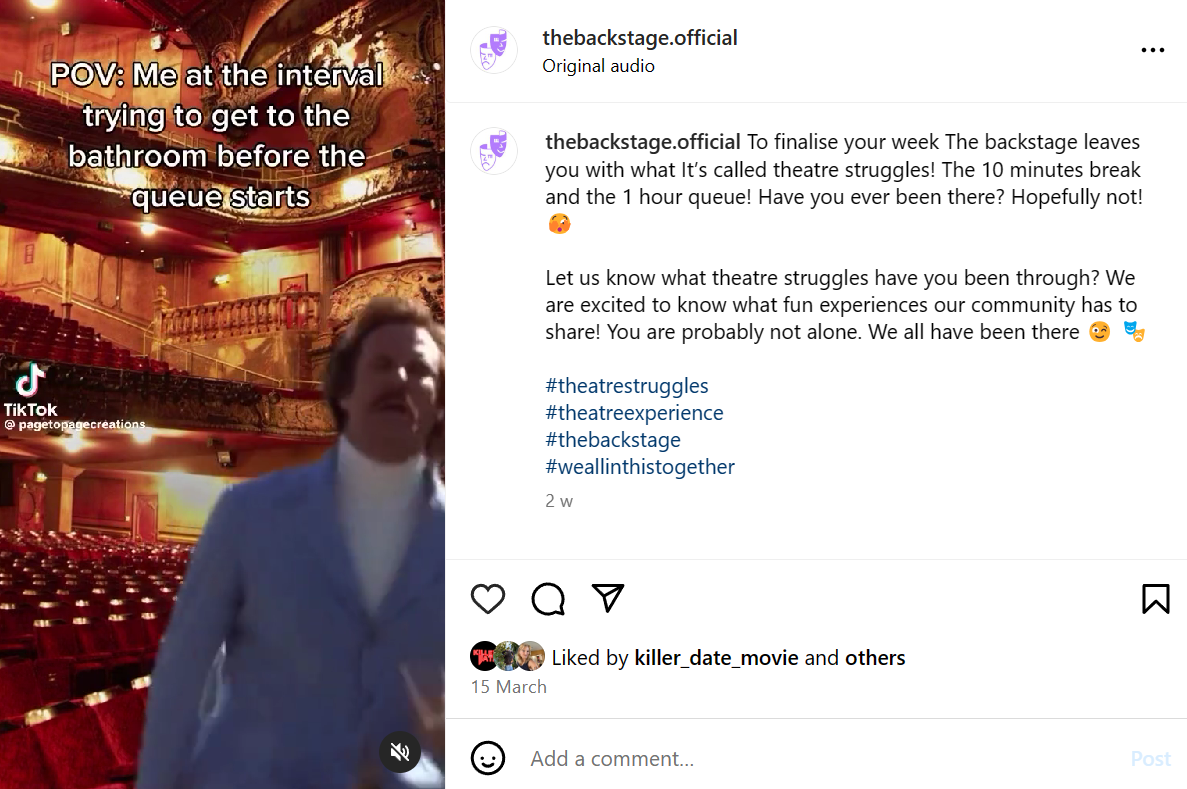 POV: Me at the interval
trying to get to the
bathroom before the
queue starts
TikTok
@ pagetopagecreations
thebackstage.official
Original audio
thebackstage.official To finalise your week The backstage leaves
you with what It’s called theatre struggles! The 10 minutes break
and the 1 hour queue! Have you ever been there? Hopefully not!
🫣
Let us know what theatre struggles have you been through? We
are excited to know what fun experiences our community has to
share! You are probably not alone. We all have been there 😉 🎭
#theatrestruggles
#theatreexperience
#thebackstage
#weallinthistogether
2 w
Liked by killer_date_movie and others
15 March
Add a comment...
Post